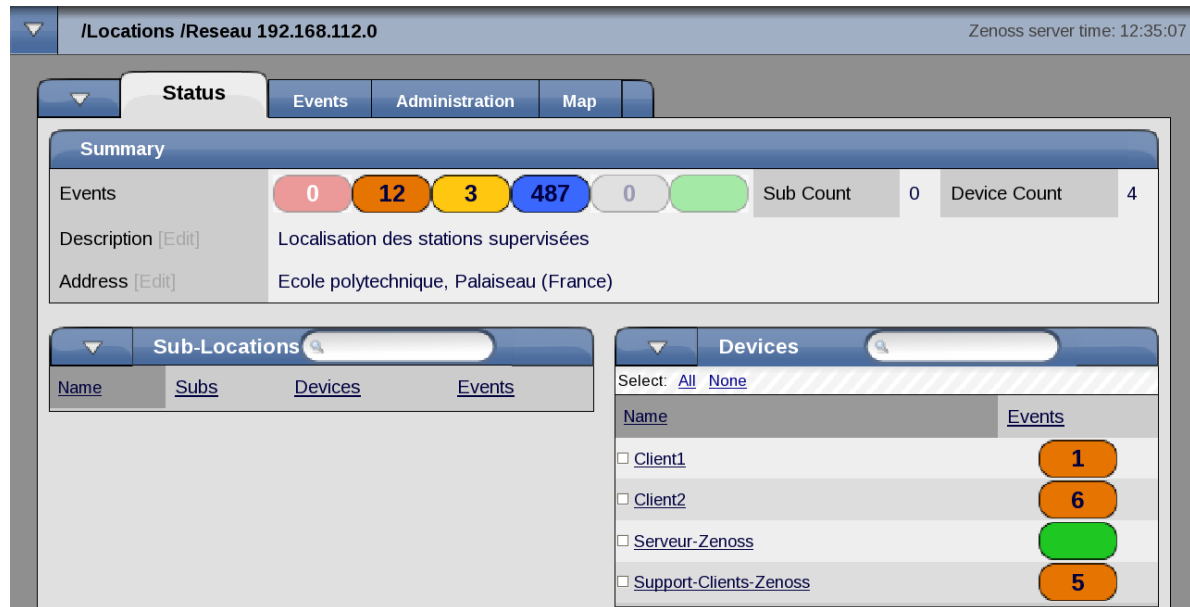 /Locations /Reseau 192.168.112.0 Zenoss server time: 12:35:07
Status Events Administration Map
Summary
Events 0 12 3 487 0 Sub Count 0 Device Count 4
Description [Edit] Localisation des stations supervisées
Address [Edit] Ecole polytechnique, Palaiseau (France)
Sub-Locations Devices
Select: All None
Name Subs Devices Events
Name Events
Client1 1
Client2 6
Serveur-Zenoss
Support-Clients-Zenoss 5